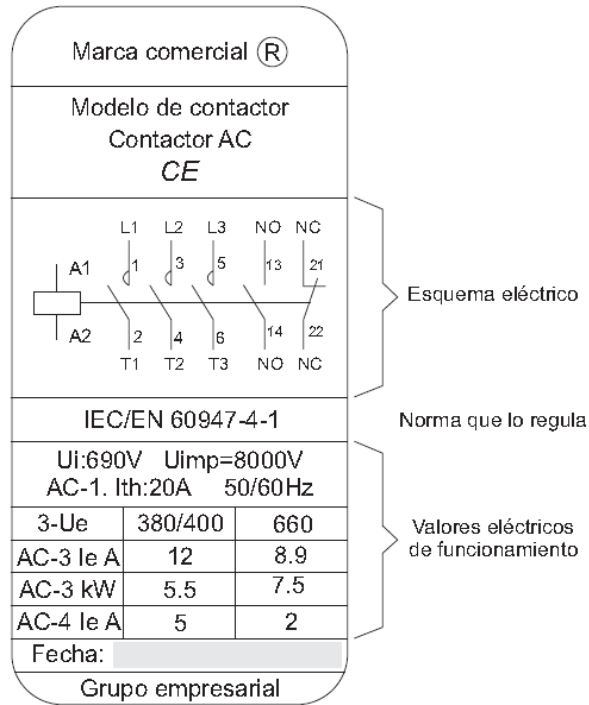 Marca comercial ®
Modelo de contactor
Contactor AC
CE
L1 L2 L3 NO NC
A1 1 3 5 13 21
A2 2 4 6 14 22
T1 T2 T3 NO NC
Esquema eléctrico
IEC/EN 60947-4-1
Norma que lo regula
Ui:690V Uimp=8000V
AC-1. Ith:20A 50/60Hz
3-Ue 380/400 660
AC-3 Ie A 12 8.9
AC-3 kW 5.5 7.5
AC-4 Ie A 5 2
Valores eléctricos
de funcionamiento
Fecha:
Grupo empresarial